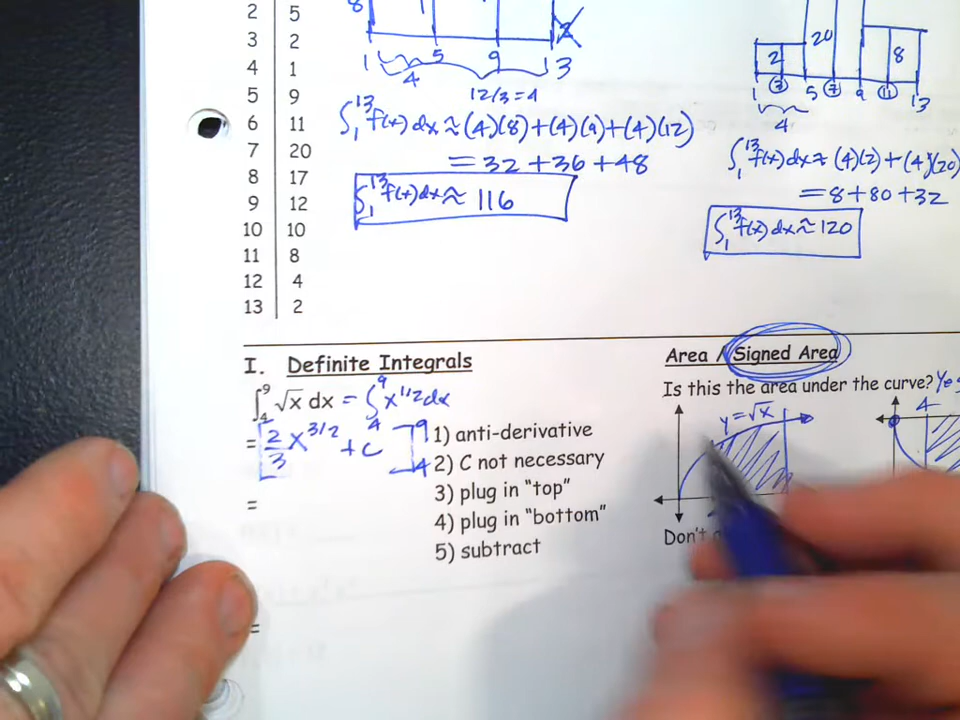 2 5
3 2
4 1
5 9
6 11
7 20
8 17
9 12
10 10
11 8
12 4
13 2
8
1 5 9 13
4
12/3=4
∫₁¹³ f(x)dx ≈ (4)(8)+(4)(9)+(4)(12)
= 32 + 36 + 48
∫₁¹³ f(x)dx ≈ 116
2 20 8
1 3 5 7 9 11 13
4
∫₁¹³ f(x)dx ≈ (4)(2)+(4)(20)
= 8+80+32
∫₁¹³ f(x)dx ≈ 120
I. Definite Integrals
∫₄⁹ √x dx = ∫₄⁹ x^1/2 dx
= [2/3 x^3/2 + C]₄⁹
=
=
1) anti-derivative
2) C not necessary
3) plug in "top"
4) plug in "bottom"
5) subtract
Area / Signed Area
Is this the area under the curve? Yes
y=√x
4
Don't